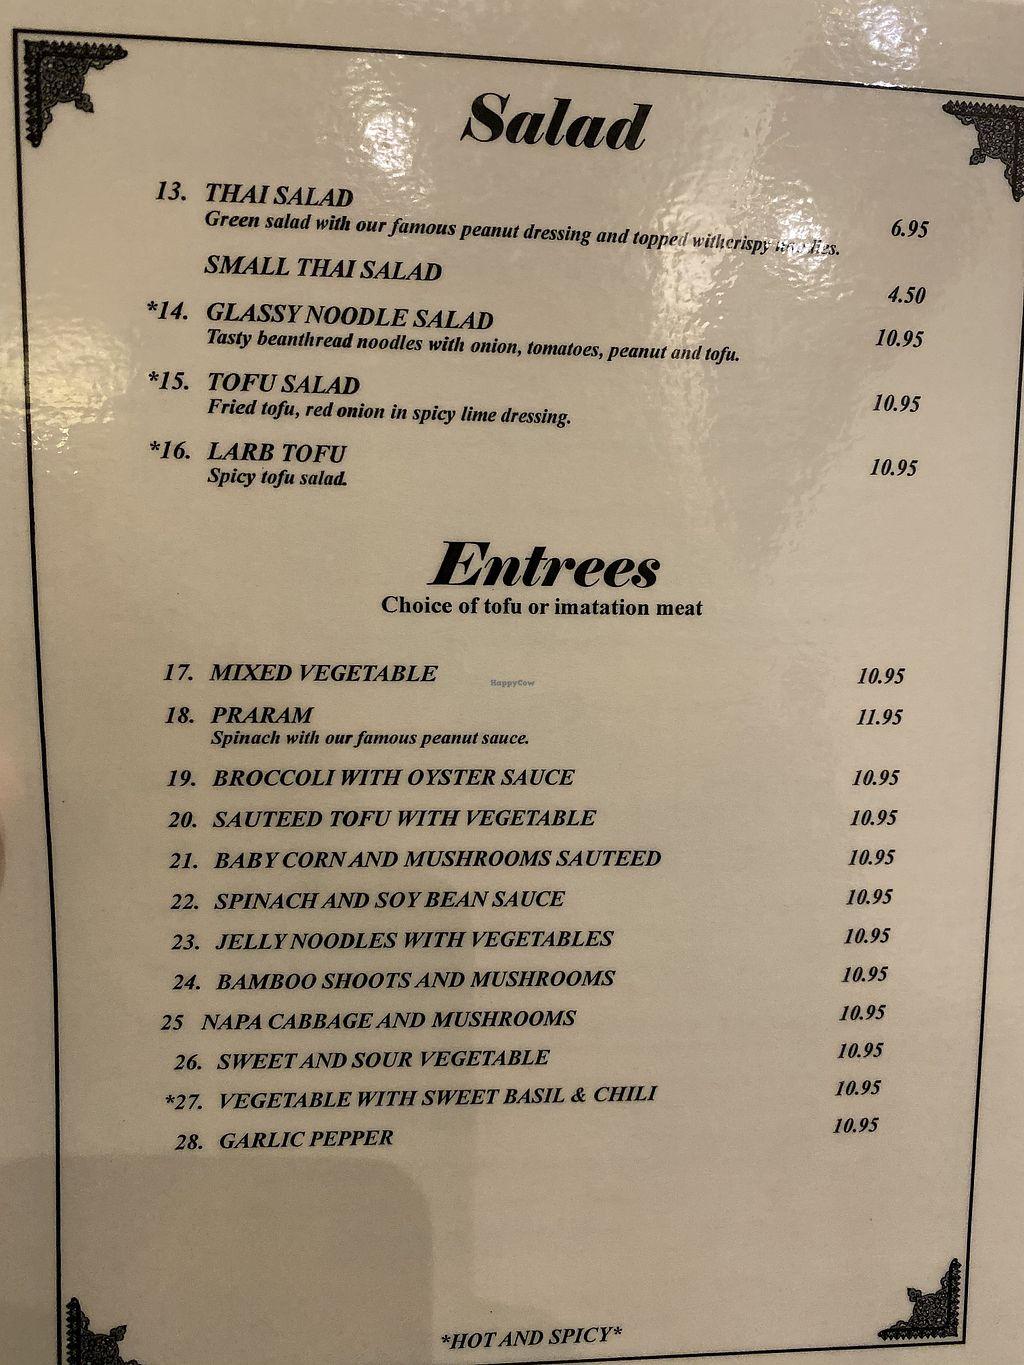 Salad
13. THAI SALAD
Green salad with our famous peanut dressing and topped withcrispy
6.95
SMALL THAI SALAD
4.50
*14. GLASSY NOODLE SALAD
10.95
Tasty beanthread noodles with onion, tomatoes, peanut and tofu.
*15. TOFU SALAD
10.95
Fried tofu, red onion in spicy lime dressing.
*16. LARB TOFU
10.95
Spicy tofu salad.
Entrees
Choice of tofu or imatation meat
17. MIXED VEGETABLE 10.95
HappyCow
18. PRARAM 11.95
Spinach with our famous peanut sauce.
19. BROCCOLI WITH OYSTER SAUCE 10.95
20. SAUTEED TOFU WITH VEGETABLE 10.95
21. BABY CORN AND MUSHROOMS SAUTEED 10.95
22. SPINACH AND SOY BEAN SAUCE 10.95
23. JELLY NOODLES WITH VEGETABLES 10.95
24. BAMBOO SHOOTS AND MUSHROOMS 10.95
25 NAPA CABBAGE AND MUSHROOMS 10.95
26. SWEET AND SOUR VEGETABLE 10.95
*27. VEGETABLE WITH SWEET BASIL & CHILI 10.95
28. GARLIC PEPPER 10.95
*HOT AND SPICY*